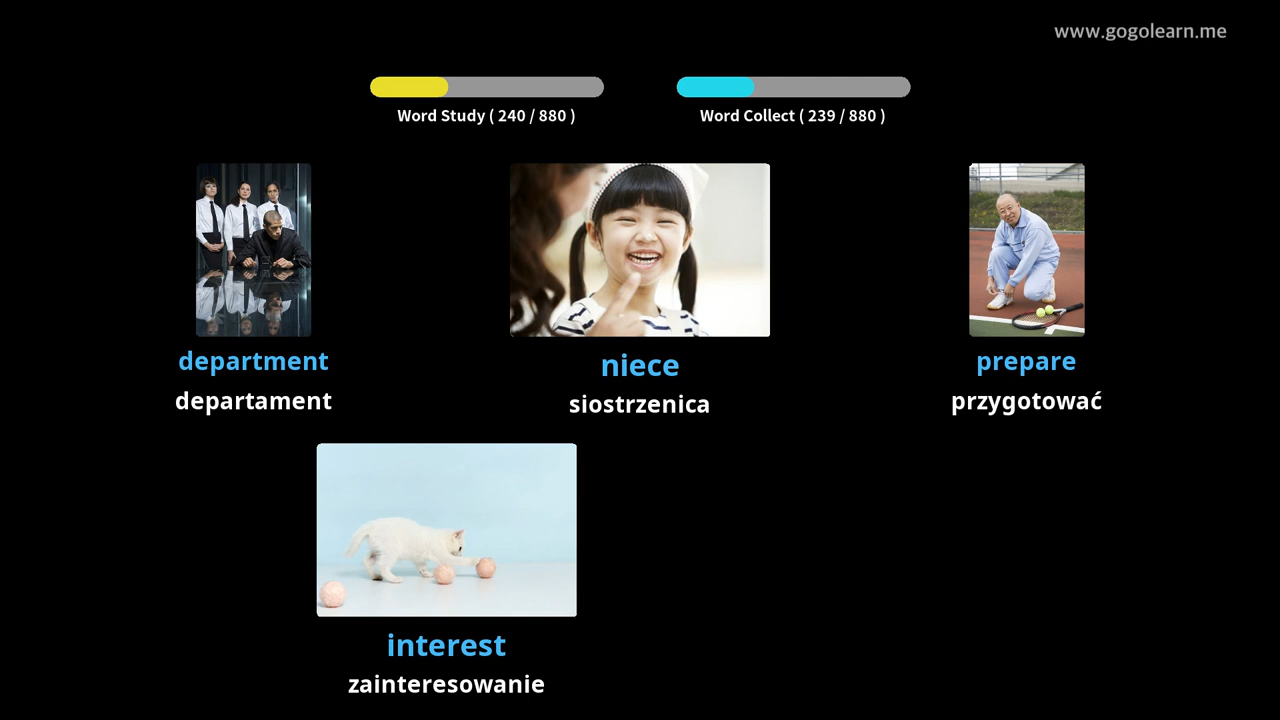 www.gogolearn.me
Word Study ( 240 / 880 )
Word Collect ( 239 / 880 )
department
departament
niece
siostrzenica
prepare
przygotować
interest
zainteresowanie